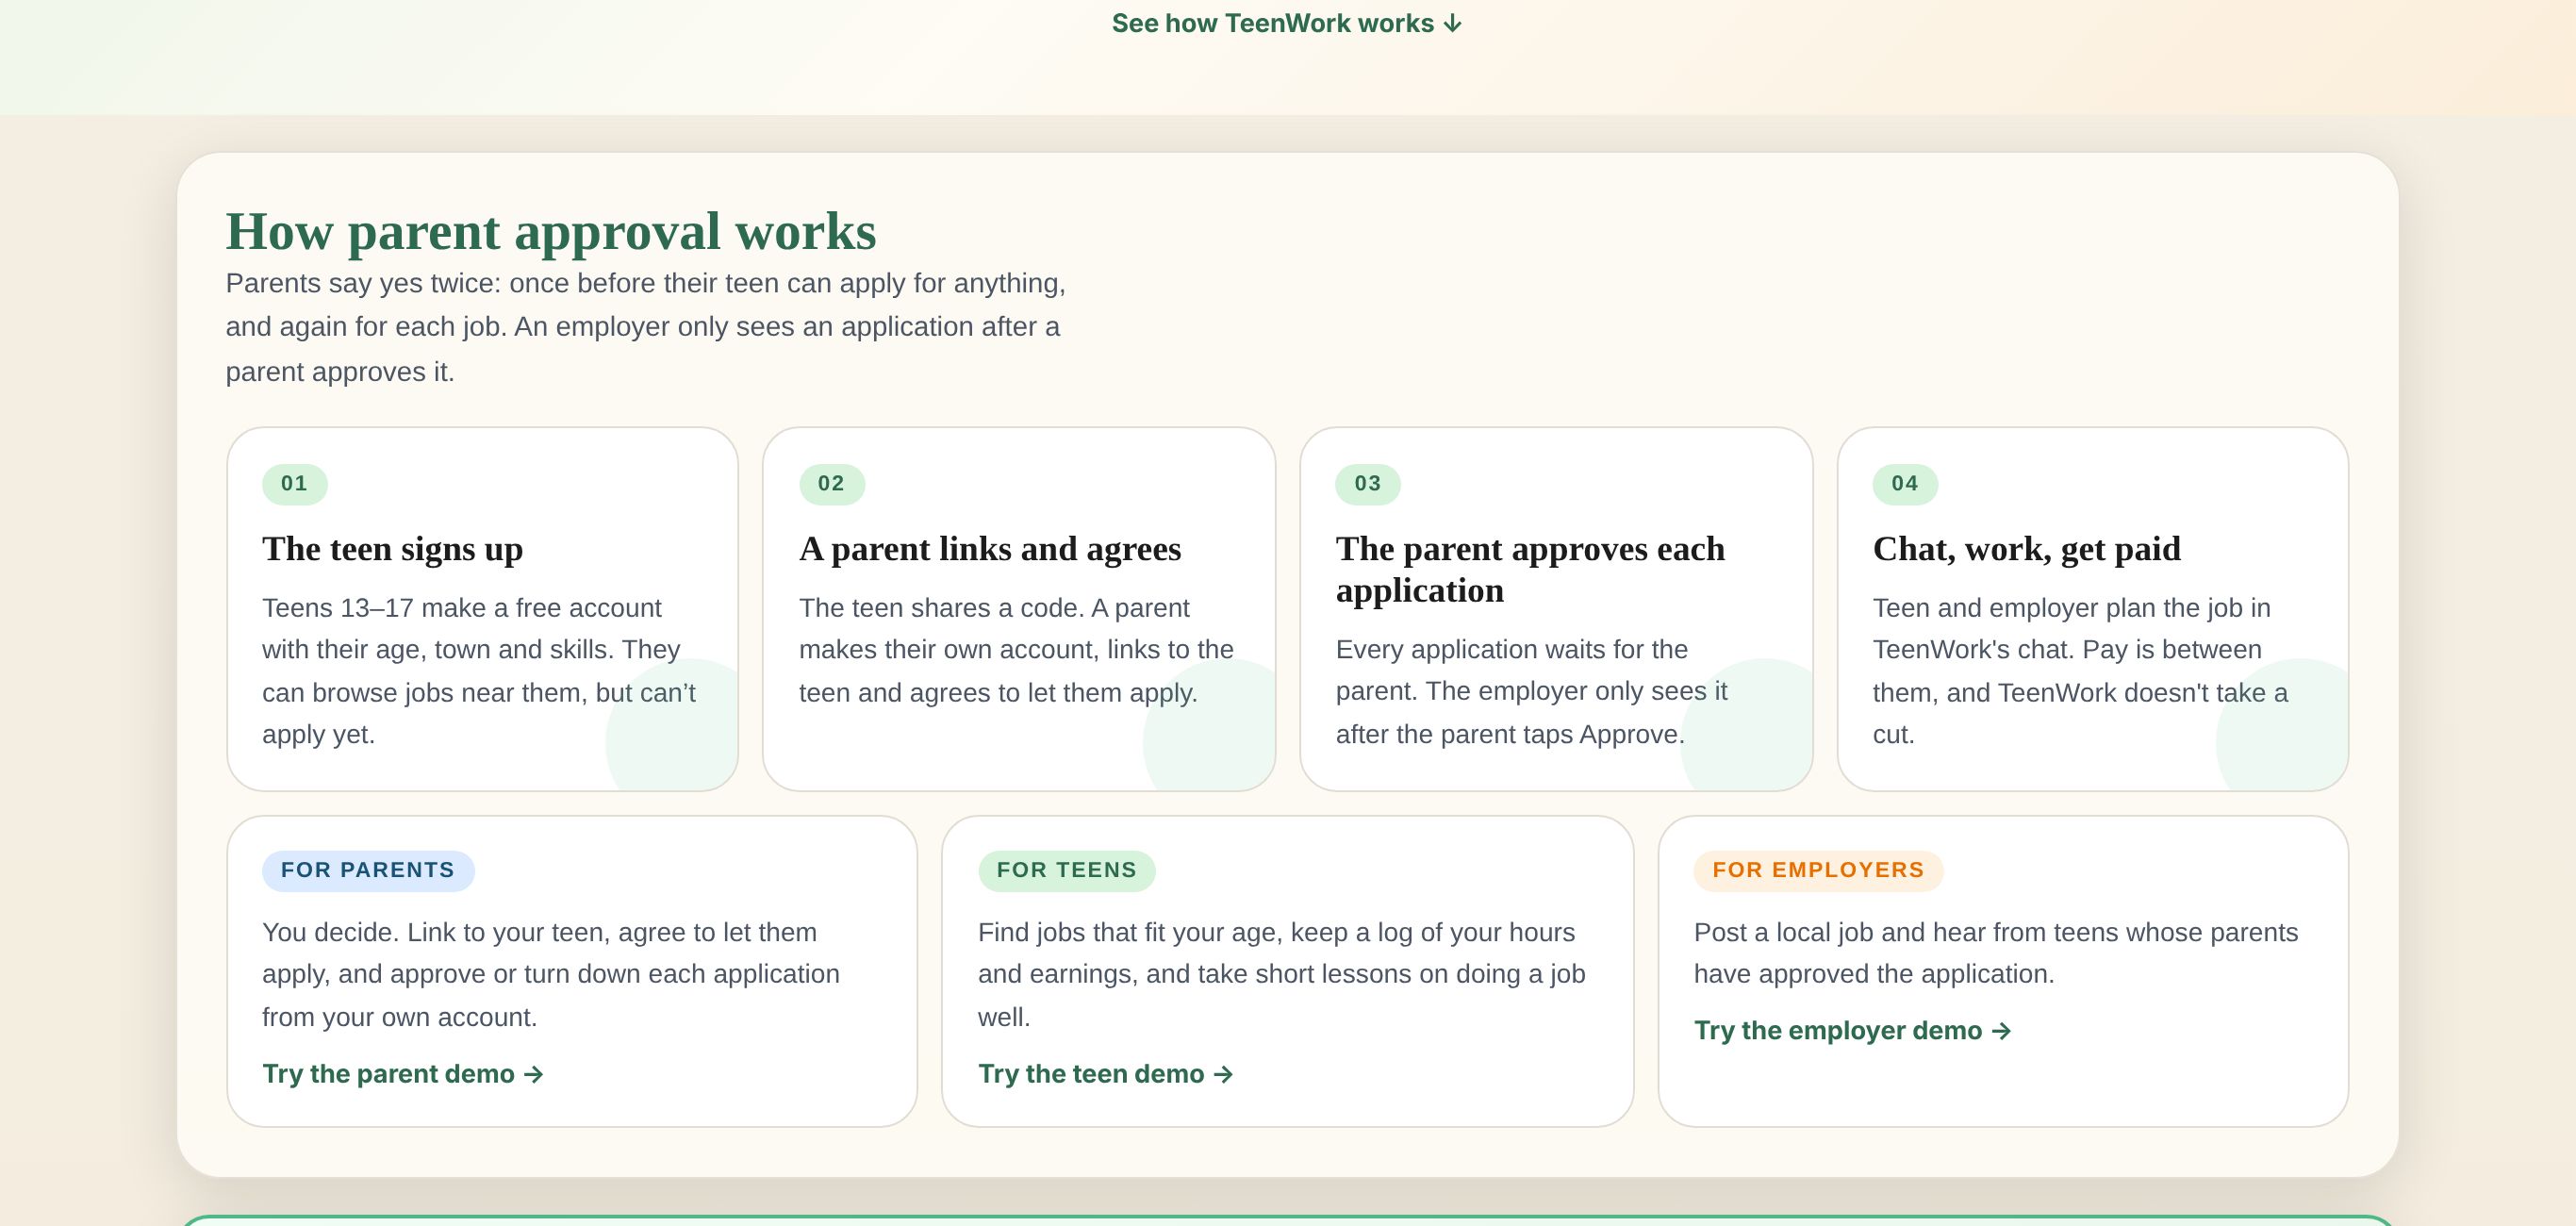 See how TeenWork works ↓
How parent approval works
Parents say yes twice: once before their teen can apply for anything,
and again for each job. An employer only sees an application after a
parent approves it.
01
The teen signs up
Teens 13–17 make a free account
with their age, town and skills. They
can browse jobs near them, but can’t
apply yet.
02
A parent links and agrees
The teen shares a code. A parent
makes their own account, links to the
teen and agrees to let them apply.
03
The parent approves each
application
Every application waits for the
parent. The employer only sees it
after the parent taps Approve.
04
Chat, work, get paid
Teen and employer plan the job in
TeenWork's chat. Pay is between
them, and TeenWork doesn't take a
cut.
FOR PARENTS
You decide. Link to your teen, agree to let them
apply, and approve or turn down each application
from your own account.
Try the parent demo →
FOR TEENS
Find jobs that fit your age, keep a log of your hours
and earnings, and take short lessons on doing a job
well.
Try the teen demo →
FOR EMPLOYERS
Post a local job and hear from teens whose parents
have approved the application.
Try the employer demo →